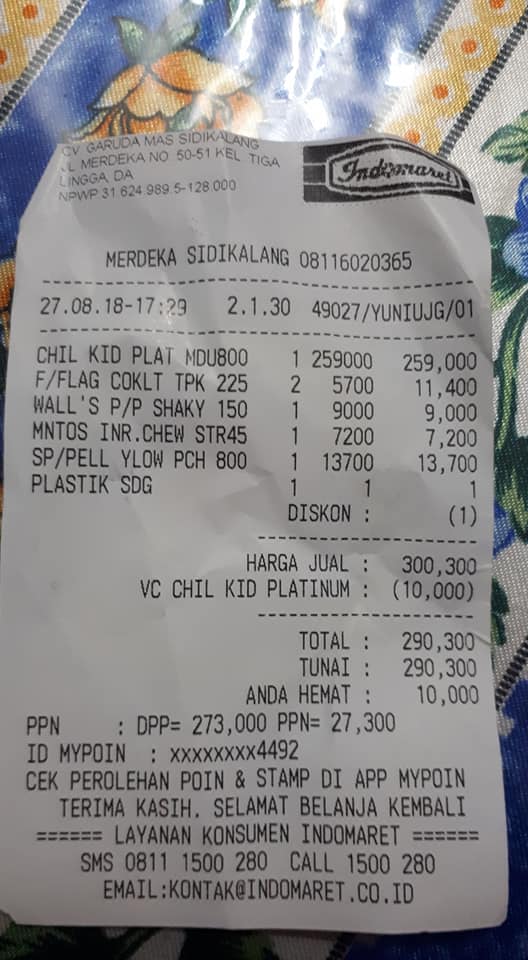 CV GARUDA MAS SIDIKALANG
JL MERDEKA NO 50-51 KEL TIGA
LINGGA, DA
NPWP 31.624.989.5-128.000
Indomaret
MERDEKA SIDIKALANG 08116020365
27.08.18-17:29 2.1.30 49027/YUNIUJG/01
CHIL KID PLAT MDU800 1 259000 259,000
F/FLAG COKLT TPK 225 2 5700 11,400
WALL'S P/P SHAKY 150 1 9000 9,000
MNTOS INR.CHEW STR45 1 7200 7,200
SP/PELL YLOW PCH 800 1 13700 13,700
PLASTIK SDG 1 1 1
DISKON : (1)
HARGA JUAL : 300,300
VC CHIL KID PLATINUM : (10,000)
TOTAL : 290,300
TUNAI : 290,300
ANDA HEMAT : 10,000
PPN : DPP= 273,000 PPN= 27,300
ID MYPOIN : xxxxxxxx4492
CEK PEROLEHAN POIN & STAMP DI APP MYPOIN
TERIMA KASIH. SELAMAT BELANJA KEMBALI
====== LAYANAN KONSUMEN INDOMARET ======
SMS 0811 1500 280 CALL 1500 280
EMAIL:KONTAK@INDOMARET.CO.ID